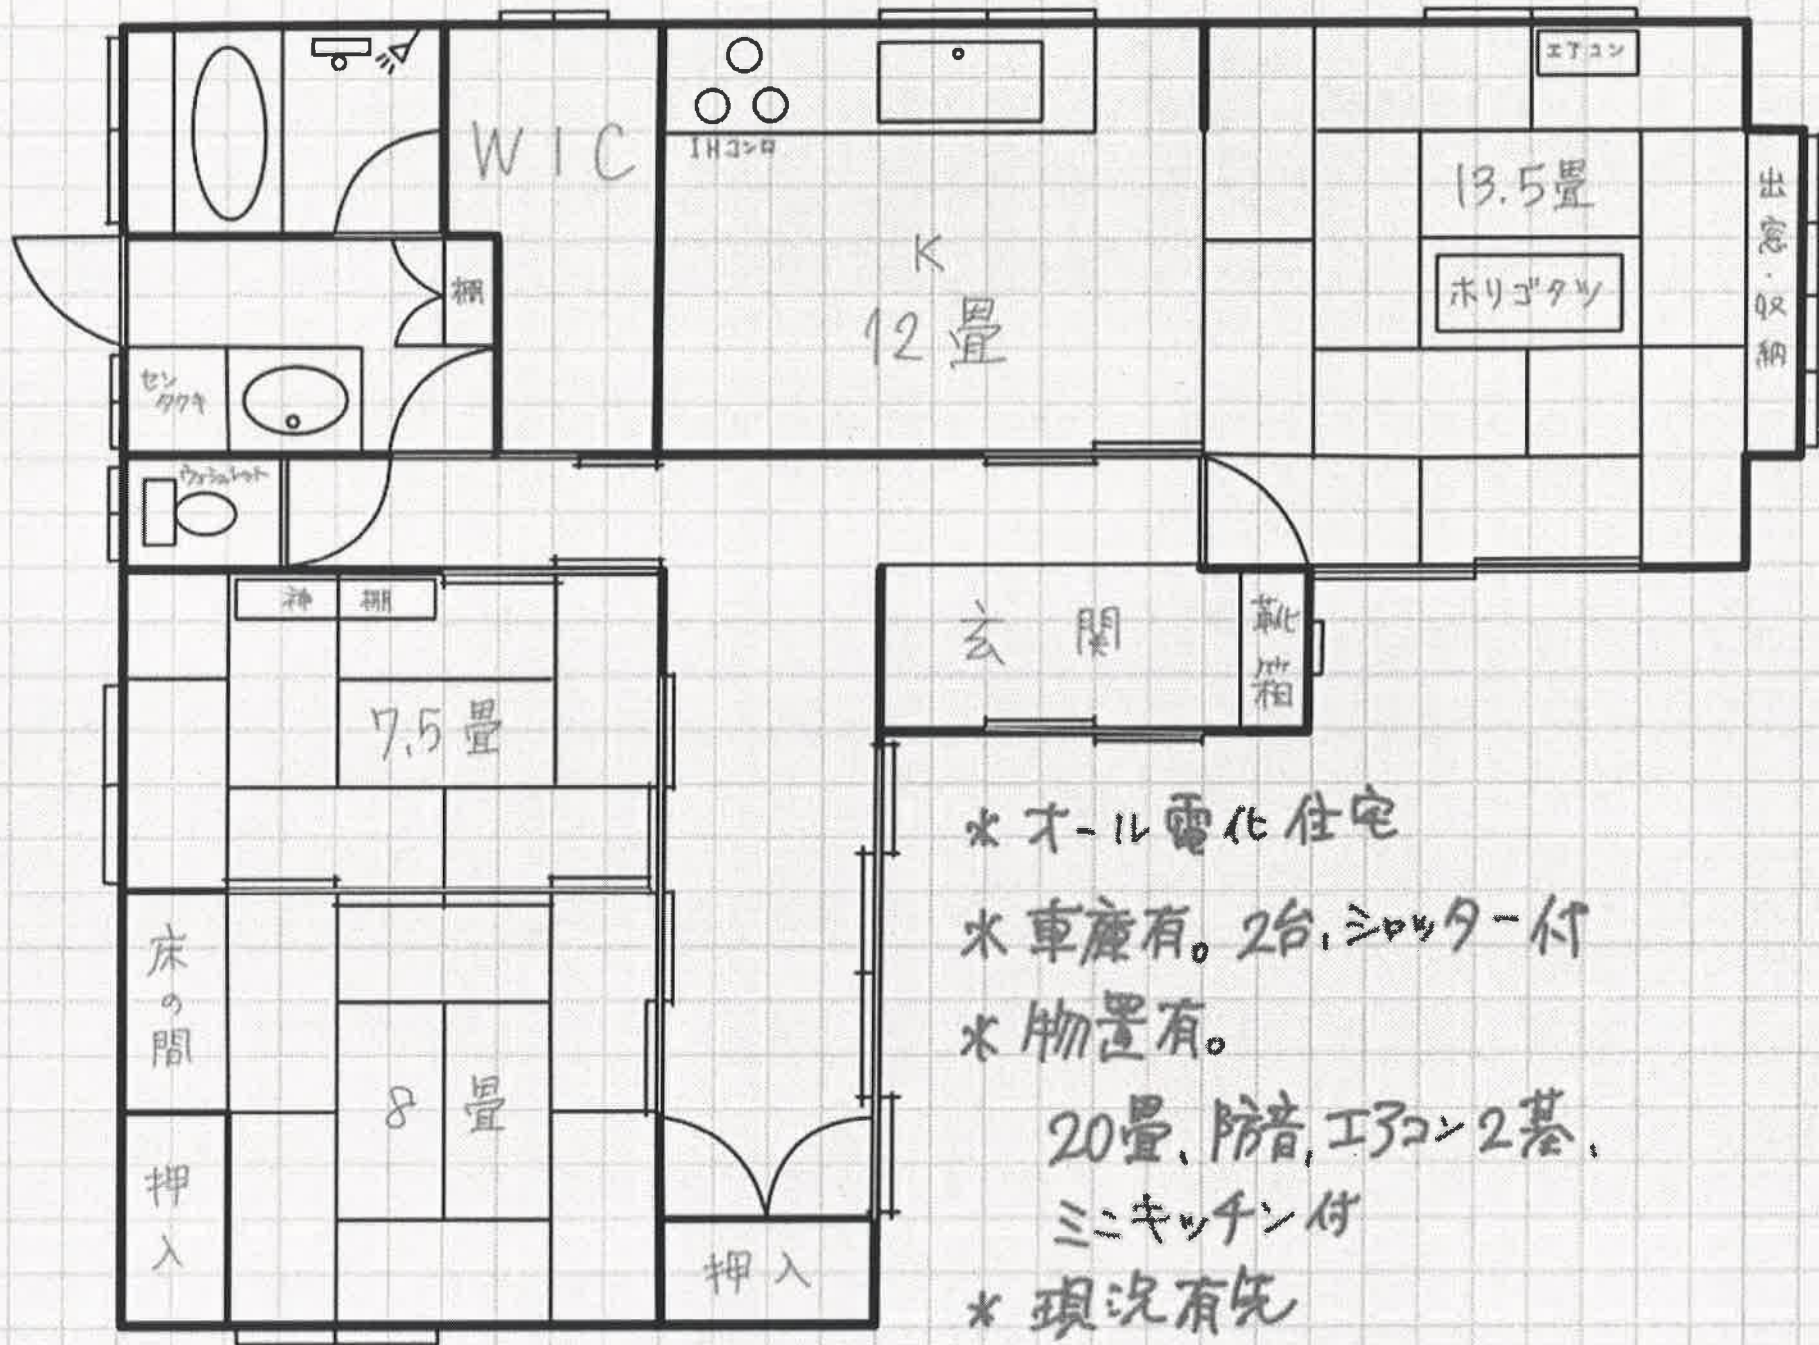 エアコン
WIC
IHコンロ
13.5畳
出窓・収納
K
12畳
ホリゴタツ
棚
センタクキ
ウォシュレット
神棚
玄関
靴箱
7.5畳
* オール電化住宅
* 車庫有。2台,シャッター付
* 物置有。
20畳、防音,エアコン2基、
ミニキッチン付
* 現況有先
床の間
8畳
押入
押入